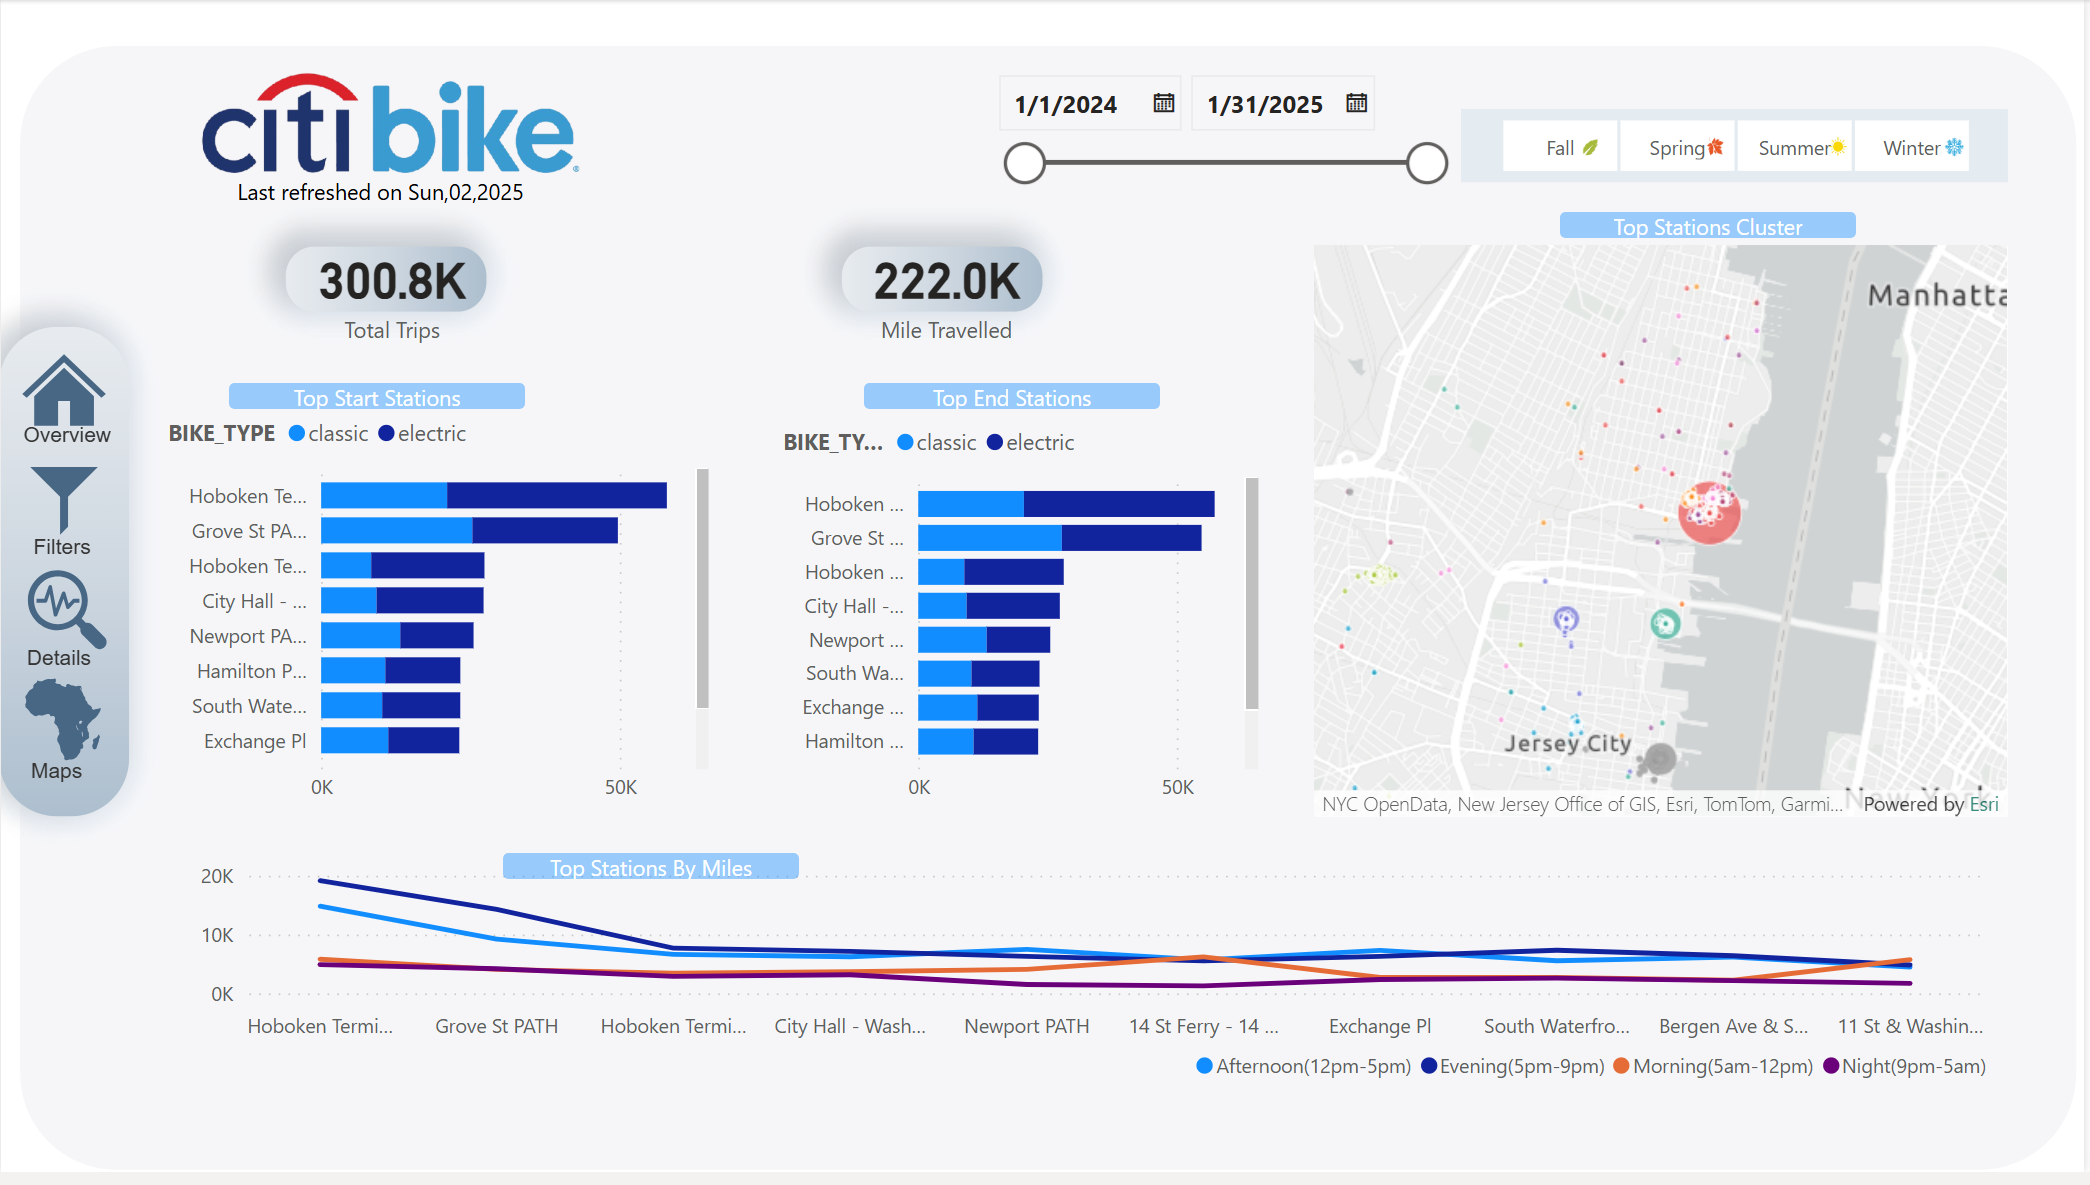 citi bike
Last refreshed on Sun,02,2025
1/1/2024
1/31/2025
Fall
Spring
Summer
Winter
300.8K
Total Trips
222.0K
Mile Travelled
Overview
Filters
Details
Maps
Top Start Stations
BIKE_TYPE classic electric
Hoboken Te...
Grove St PA...
Hoboken Te...
City Hall - ...
Newport PA...
Hamilton P...
South Wate...
Exchange Pl
0K 50K
Top End Stations
BIKE_TY... classic electric
Hoboken ...
Grove St ...
Hoboken ...
City Hall -...
Newport ...
South Wa...
Exchange ...
Hamilton ...
0K 50K
Top Stations Cluster
Manhatta
Jersey City
New York
NYC OpenData, New Jersey Office of GIS, Esri, TomTom, Garmi... Powered by Esri
Top Stations By Miles
20K
10K
0K
Hoboken Termi... Grove St PATH Hoboken Termi... City Hall - Wash... Newport PATH 14 St Ferry - 14 ... Exchange Pl South Waterfro... Bergen Ave & S... 11 St & Washin...
Afternoon(12pm-5pm) Evening(5pm-9pm) Morning(5am-12pm) Night(9pm-5am)